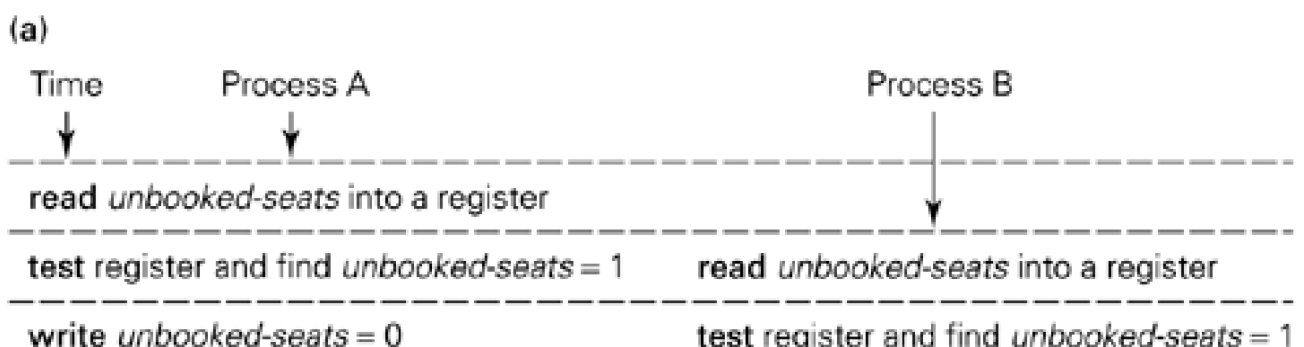 (a)
Time Process A Process B
read unbooked-seats into a register
test register and find unbooked-seats = 1 read unbooked-seats into a register
write unbooked-seats = 0 test register and find unbooked-seats = 1